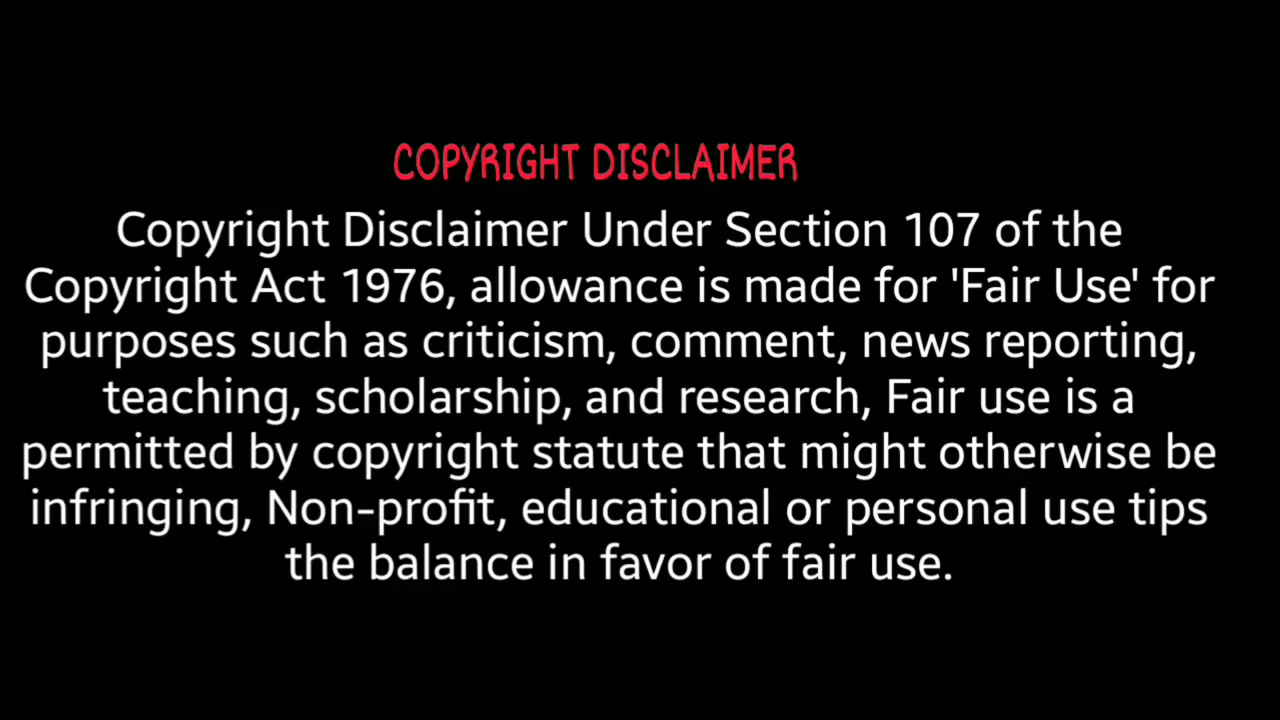 COPYRIGHT DISCLAIMER
Copyright Disclaimer Under Section 107 of the
Copyright Act 1976, allowance is made for 'Fair Use' for
purposes such as criticism, comment, news reporting,
teaching, scholarship, and research, Fair use is a
permitted by copyright statute that might otherwise be
infringing, Non-profit, educational or personal use tips
the balance in favor of fair use.